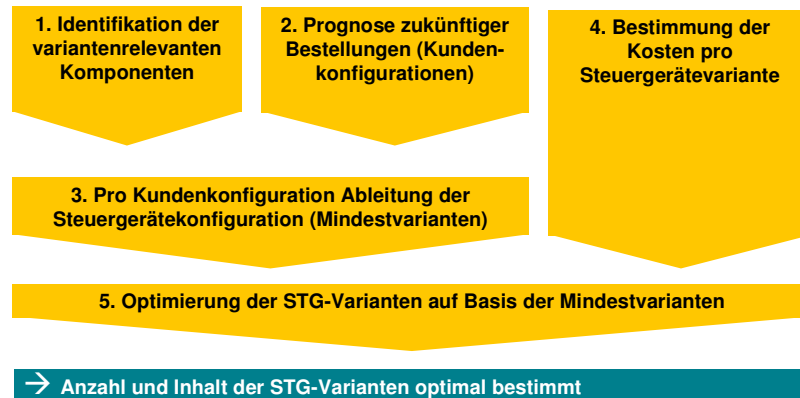 1. Identifikation der
variantenrelevanten
Komponenten
2. Prognose zukünftiger
Bestellungen (Kunden-
konfigurationen)
4. Bestimmung der
Kosten pro
Steuergerätevariante
3. Pro Kundenkonfiguration Ableitung der
Steuergerätekonfiguration (Mindestvarianten)
5. Optimierung der STG-Varianten auf Basis der Mindestvarianten
→ Anzahl und Inhalt der STG-Varianten optimal bestimmt